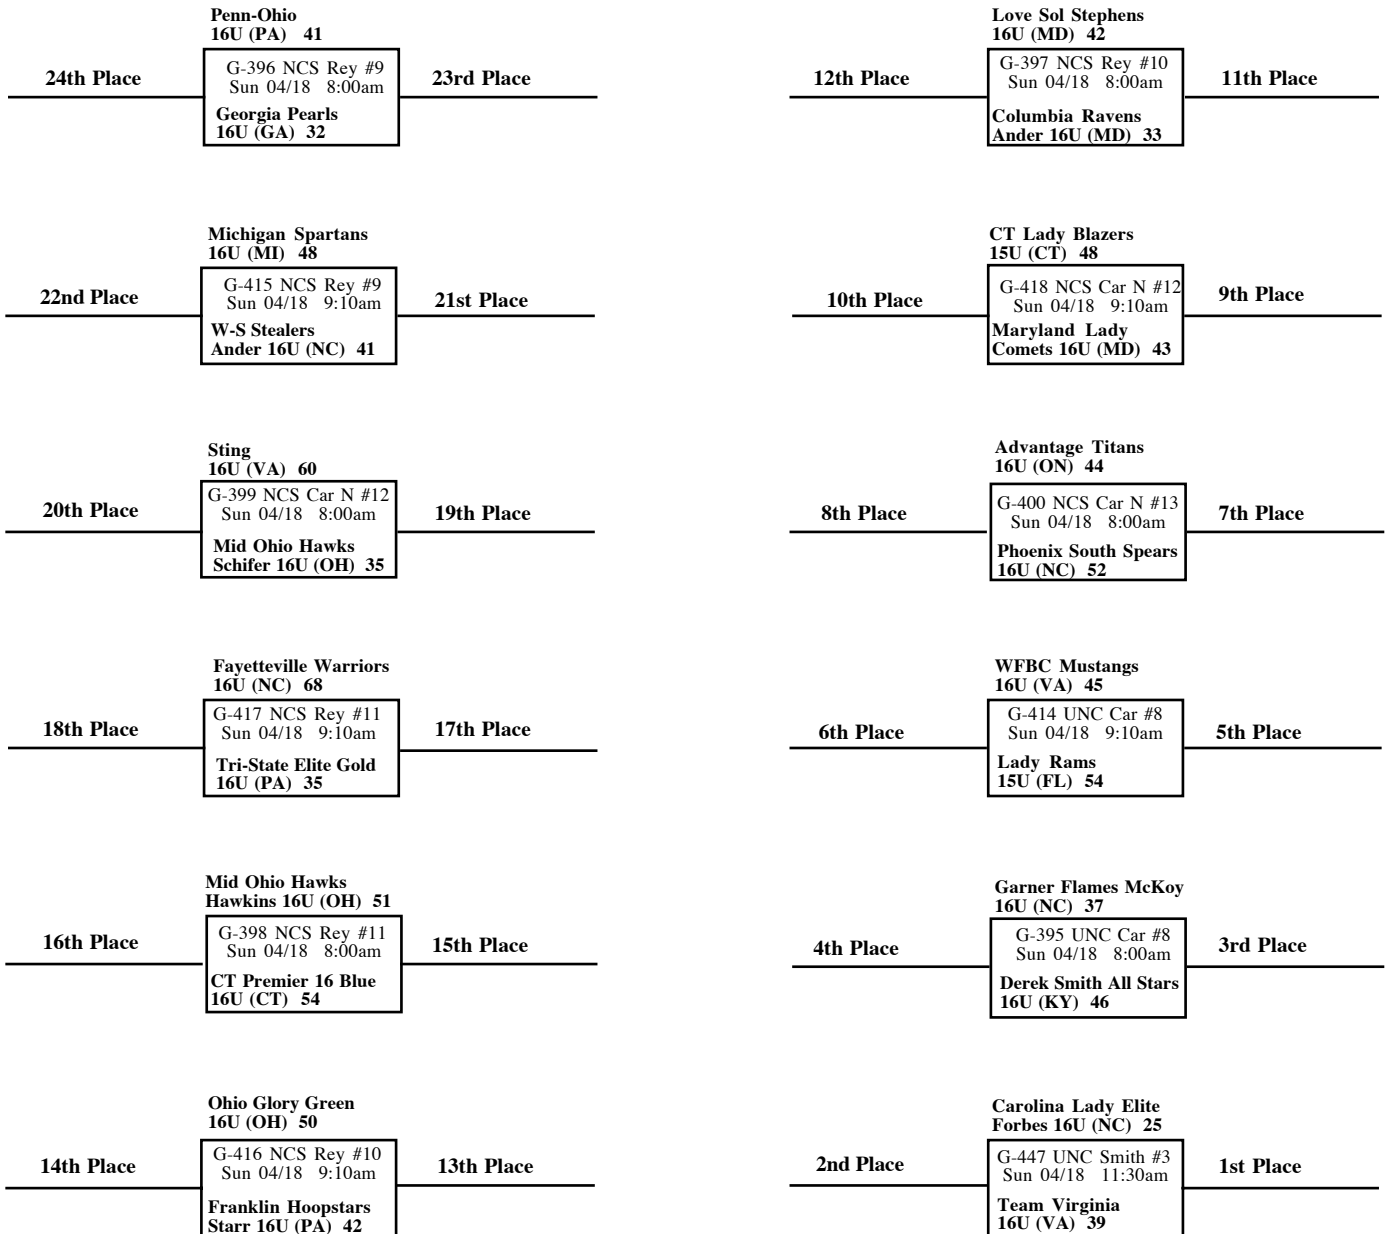 Penn-Ohio
16U (PA) 41
24th Place
G-396 NCS Rey #9
Sun 04/18 8:00am
23rd Place
Georgia Pearls
16U (GA) 32
Michigan Spartans
16U (MI) 48
22nd Place
G-415 NCS Rey #9
Sun 04/18 9:10am
21st Place
W-S Stealers
Ander 16U (NC) 41
Sting
16U (VA) 60
20th Place
G-399 NCS Car N #12
Sun 04/18 8:00am
19th Place
Mid Ohio Hawks
Schifer 16U (OH) 35
Fayetteville Warriors
16U (NC) 68
18th Place
G-417 NCS Rey #11
Sun 04/18 9:10am
17th Place
Tri-State Elite Gold
16U (PA) 35
Mid Ohio Hawks
Hawkins 16U (OH) 51
16th Place
G-398 NCS Rey #11
Sun 04/18 8:00am
15th Place
CT Premier 16 Blue
16U (CT) 54
Ohio Glory Green
16U (OH) 50
14th Place
G-416 NCS Rey #10
Sun 04/18 9:10am
13th Place
Franklin Hoopstars
Starr 16U (PA) 42
Love Sol Stephens
16U (MD) 42
12th Place
G-397 NCS Rey #10
Sun 04/18 8:00am
11th Place
Columbia Ravens
Ander 16U (MD) 33
CT Lady Blazers
15U (CT) 48
10th Place
G-418 NCS Car N #12
Sun 04/18 9:10am
9th Place
Maryland Lady
Comets 16U (MD) 43
Advantage Titans
16U (ON) 44
8th Place
G-400 NCS Car N #13
Sun 04/18 8:00am
7th Place
Phoenix South Spears
16U (NC) 52
WFBC Mustangs
16U (VA) 45
6th Place
G-414 UNC Car #8
Sun 04/18 9:10am
5th Place
Lady Rams
15U (FL) 54
Garner Flames McKoy
16U (NC) 37
4th Place
G-395 UNC Car #8
Sun 04/18 8:00am
3rd Place
Derek Smith All Stars
16U (KY) 46
Carolina Lady Elite
Forbes 16U (NC) 25
2nd Place
G-447 UNC Smith #3
Sun 04/18 11:30am
1st Place
Team Virginia
16U (VA) 39